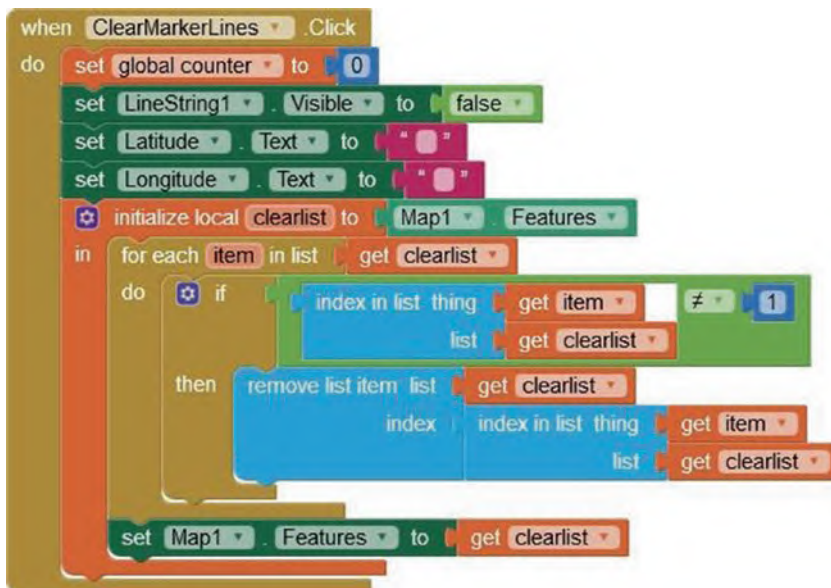 when ClearMarkerLines .Click
do set global counter to 0
set LineString1 . Visible to false
set Latitude . Text to “ ”
set Longitude . Text to “ ”
initialize local clearlist to Map1 . Features
in for each item in list get clearlist
do if index in list thing get item ≠ 1
list get clearlist
then remove list item list get clearlist
index index in list thing get item
list get clearlist
set Map1 . Features to get clearlist